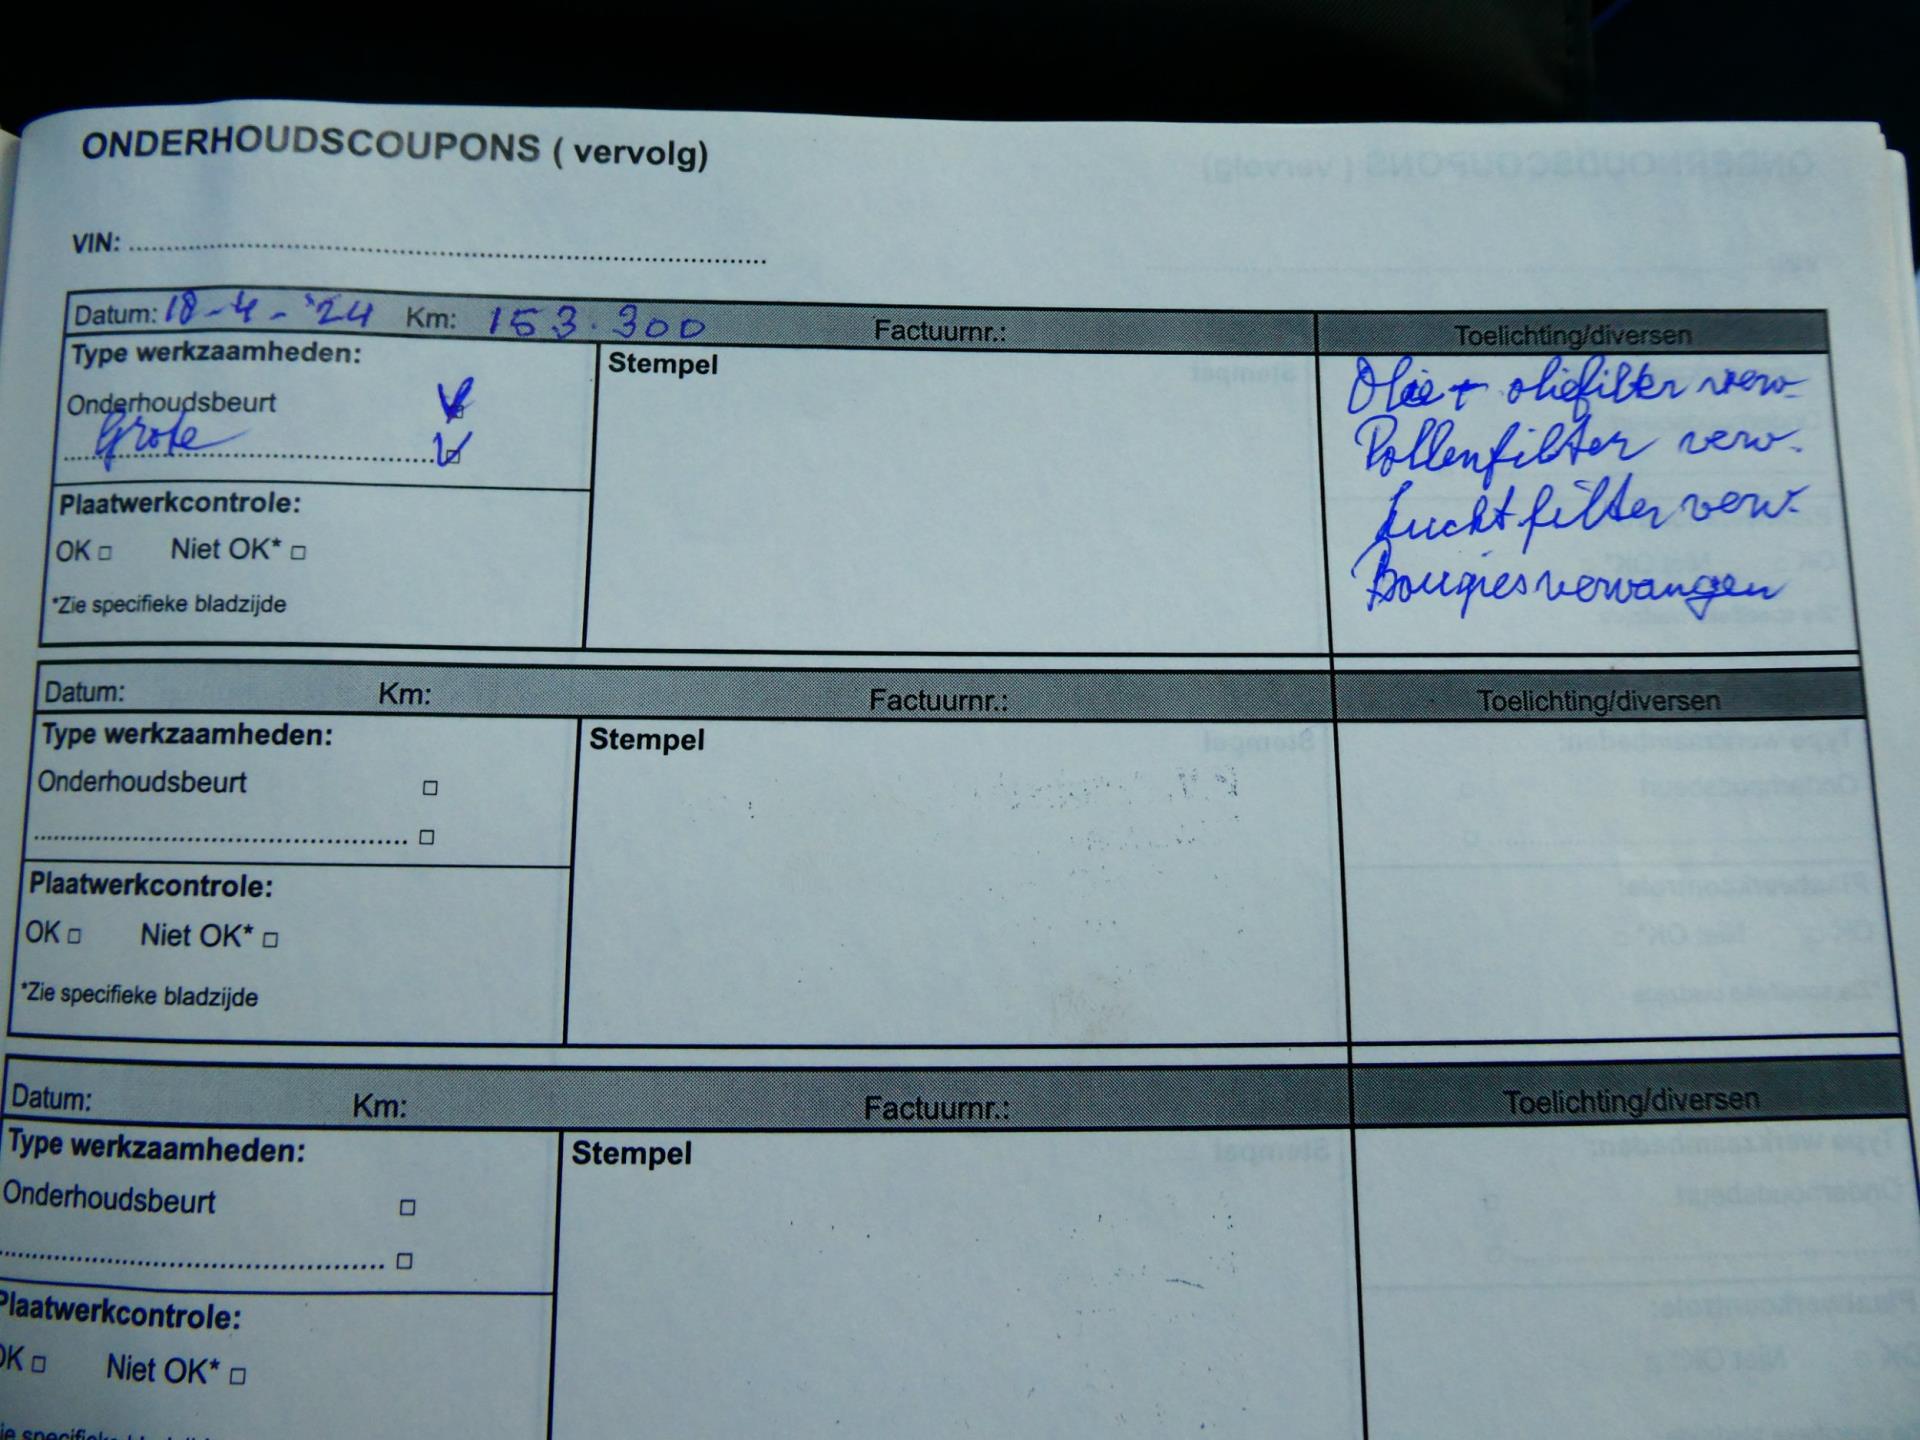 ONDERHOUDSCOUPONS ( vervolg)
VIN:
Datum: 18-4-'24 Km: 153.300 Factuurnr.: Toelichting/diversen
Type werkzaamheden:
Stempel
Onderhoudsbeurt
Grote
Plaatwerkcontrole:
OK Niet OK*
*Zie specifieke bladzijde
Olie + oliefilter verv.
Pollenfilter verv.
Luchtfilter verv.
Bougies vervangen
Datum: Km: Factuurnr.: Toelichting/diversen
Type werkzaamheden:
Stempel
Onderhoudsbeurt
Plaatwerkcontrole:
OK Niet OK*
*Zie specifieke bladzijde
Datum: Km: Factuurnr.: Toelichting/diversen
Type werkzaamheden:
Stempel
Onderhoudsbeurt
Plaatwerkcontrole:
OK Niet OK*